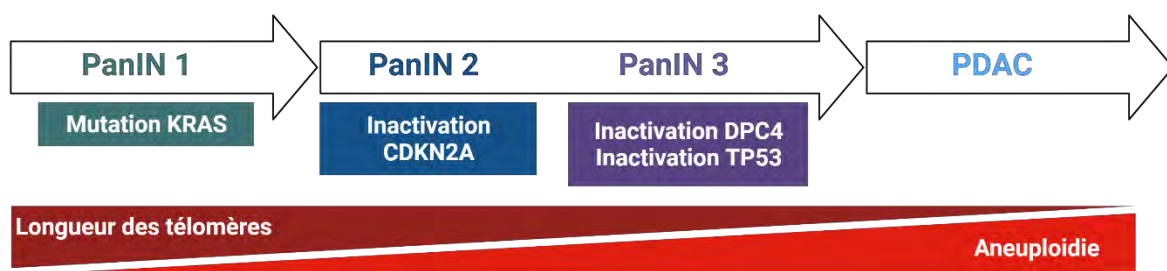 PanIN 1
PanIN 2
PanIN 3
PDAC
Mutation KRAS
Inactivation
CDKN2A
Inactivation DPC4
Inactivation TP53
Longueur des télomères
Aneuploidie